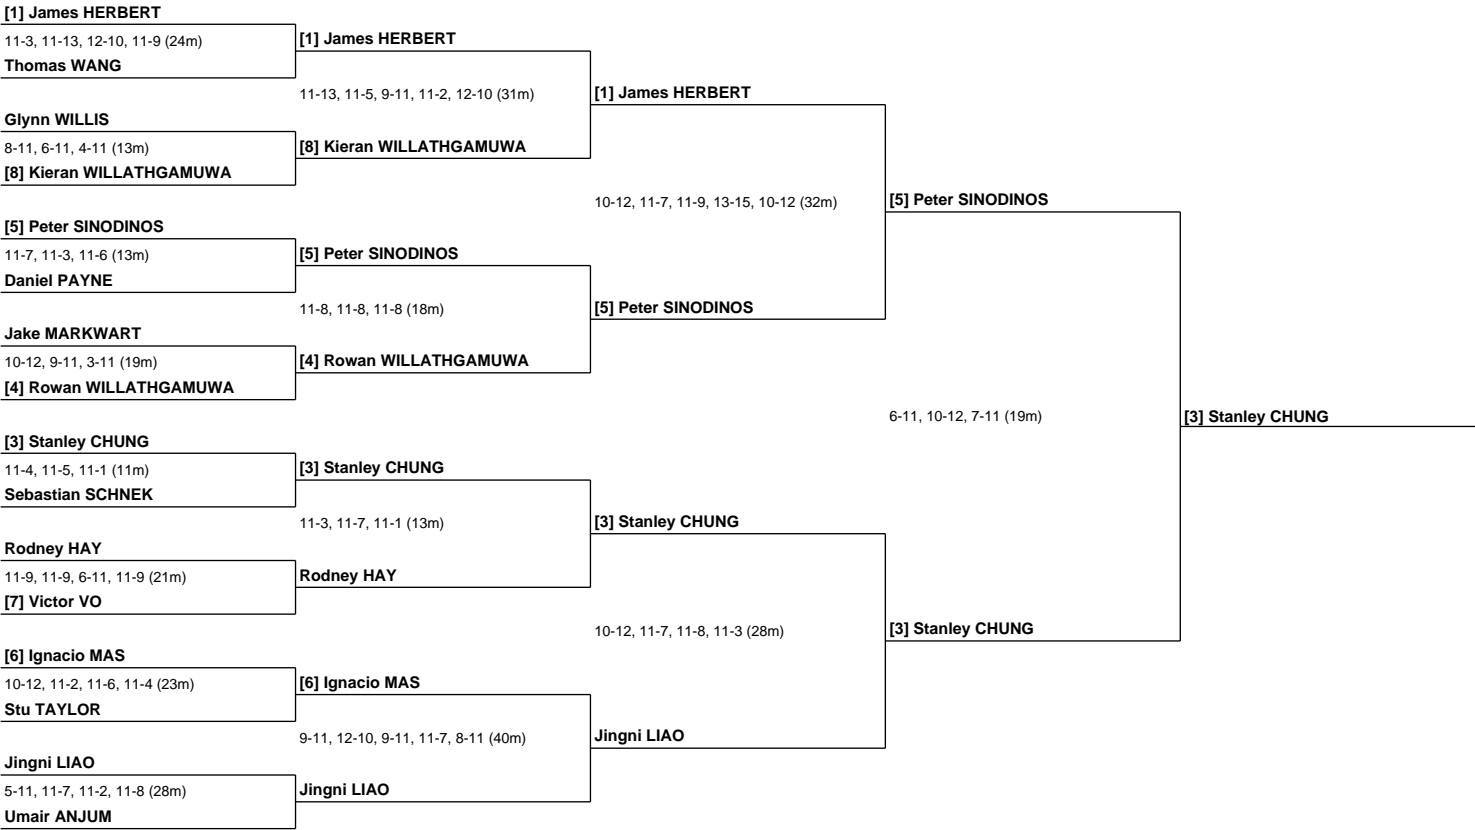 [1] James HERBERT
11-3, 11-13, 12-10, 11-9 (24m)
Thomas WANG
Glynn WILLIS
8-11, 6-11, 4-11 (13m)
[8] Kieran WILLATHGAMUWA
[5] Peter SINODINOS
11-7, 11-3, 11-6 (13m)
Daniel PAYNE
Jake MARKWART
10-12, 9-11, 3-11 (19m)
[4] Rowan WILLATHGAMUWA
[3] Stanley CHUNG
11-4, 11-5, 11-1 (11m)
Sebastian SCHNEK
Rodney HAY
11-9, 11-9, 6-11, 11-9 (21m)
[7] Victor VO
[6] Ignacio MAS
10-12, 11-2, 11-6, 11-4 (23m)
Stu TAYLOR
Jingni LIAO
5-11, 11-7, 11-2, 11-8 (28m)
Umair ANJUM
[1] James HERBERT
11-13, 11-5, 9-11, 11-2, 12-10 (31m)
[8] Kieran WILLATHGAMUWA
[5] Peter SINODINOS
11-8, 11-8, 11-8 (18m)
[4] Rowan WILLATHGAMUWA
[3] Stanley CHUNG
11-3, 11-7, 11-1 (13m)
Rodney HAY
[6] Ignacio MAS
9-11, 12-10, 9-11, 11-7, 8-11 (40m)
Jingni LIAO
[1] James HERBERT
10-12, 11-7, 11-9, 13-15, 10-12 (32m)
[5] Peter SINODINOS
[3] Stanley CHUNG
10-12, 11-7, 11-8, 11-3 (28m)
Jingni LIAO
[5] Peter SINODINOS
6-11, 10-12, 7-11 (19m)
[3] Stanley CHUNG
[3] Stanley CHUNG